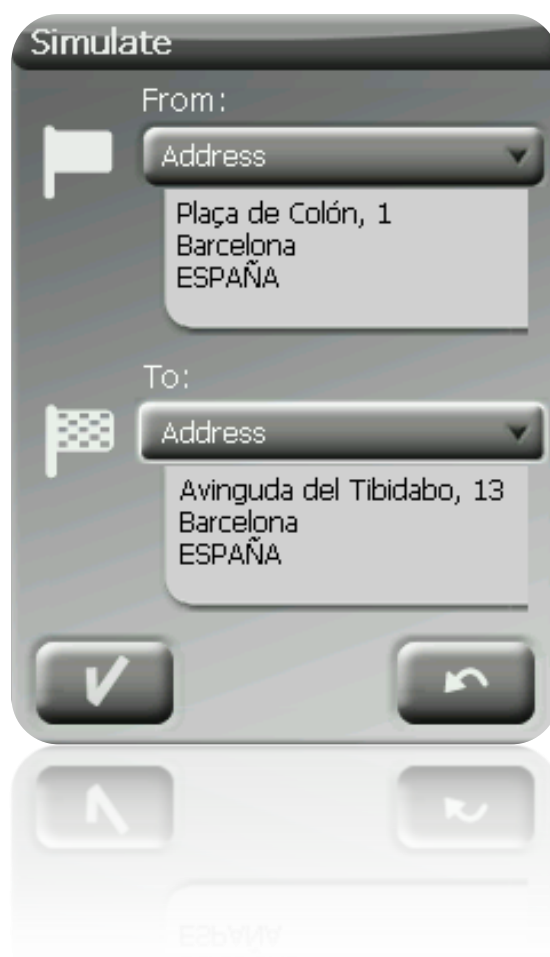 Simulate
From:
Address
Plaça de Colón, 1
Barcelona
ESPAÑA
To:
Address
Avinguda del Tibidabo, 13
Barcelona
ESPAÑA